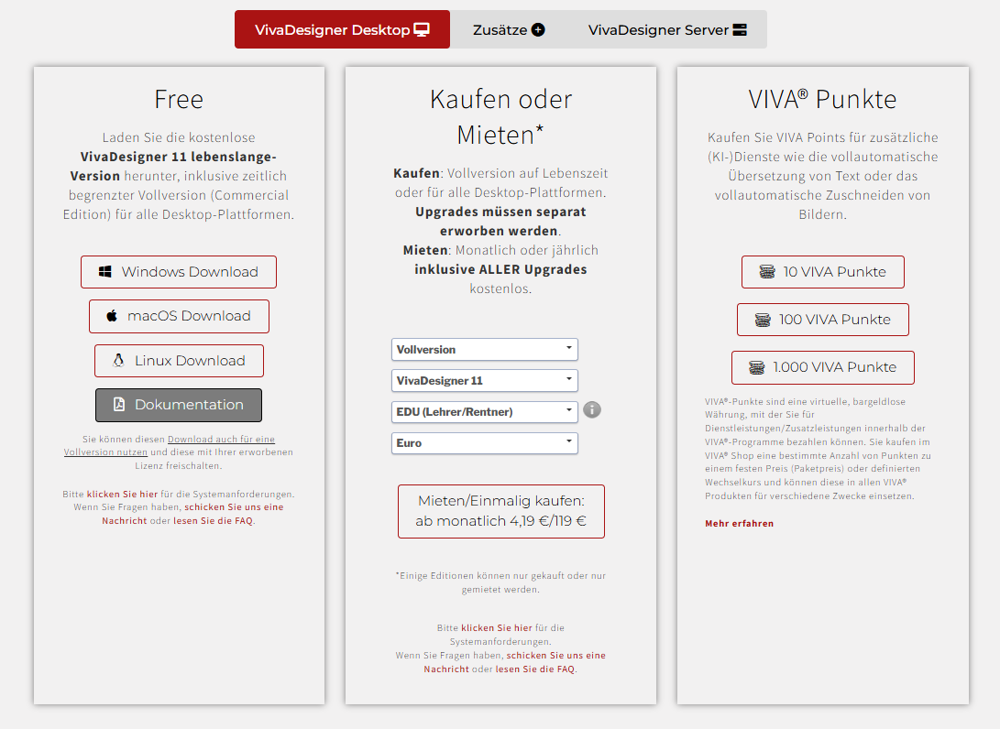 VivaDesigner Desktop
Zusätze
VivaDesigner Server
Free
Laden Sie die kostenlose
VivaDesigner 11 lebenslange-
Version herunter, inklusive zeitlich
begrenzter Vollversion (Commercial
Edition) für alle Desktop-Plattformen.
Windows Download
macOS Download
Linux Download
Dokumentation
Sie können diesen Download auch für eine
Vollversion nutzen und diese mit Ihrer erworbenen
Lizenz freischalten.
Bitte klicken Sie hier für die Systemanforderungen.
Wenn Sie Fragen haben, schicken Sie uns eine
Nachricht oder lesen Sie die FAQ.
Kaufen oder
Mieten*
Kaufen: Vollversion auf Lebenszeit
oder für alle Desktop-Plattformen.
Upgrades müssen separat
erworben werden.
Mieten: Monatlich oder jährlich
inklusive ALLER Upgrades
kostenlos.
Vollversion
VivaDesigner 11
EDU (Lehrer/Rentner)
Euro
Mieten/Einmalig kaufen:
ab monatlich 4,19 €/119 €
*Einige Editionen können nur gekauft oder nur
gemietet werden.
Bitte klicken Sie hier für die
Systemanforderungen.
Wenn Sie Fragen haben, schicken Sie uns eine
Nachricht oder lesen Sie die FAQ.
VIVA® Punkte
Kaufen Sie VIVA Points für zusätzliche
(KI-)Dienste wie die vollautomatische
Übersetzung von Text oder das
vollautomatische Zuschneiden von
Bildern.
10 VIVA Punkte
100 VIVA Punkte
1.000 VIVA Punkte
VIVA®-Punkte sind eine virtuelle, bargeldlose
Währung, mit der Sie für
Dienstleistungen/Zusatzleistungen innerhalb der
VIVA®-Programme bezahlen können. Sie kaufen im
VIVA® Shop eine bestimmte Anzahl von Punkten zu
einem festen Preis (Paketpreis) oder definierten
Wechselkurs und können diese in allen VIVA®
Produkten für verschiedene Zwecke einsetzen.
Mehr erfahren